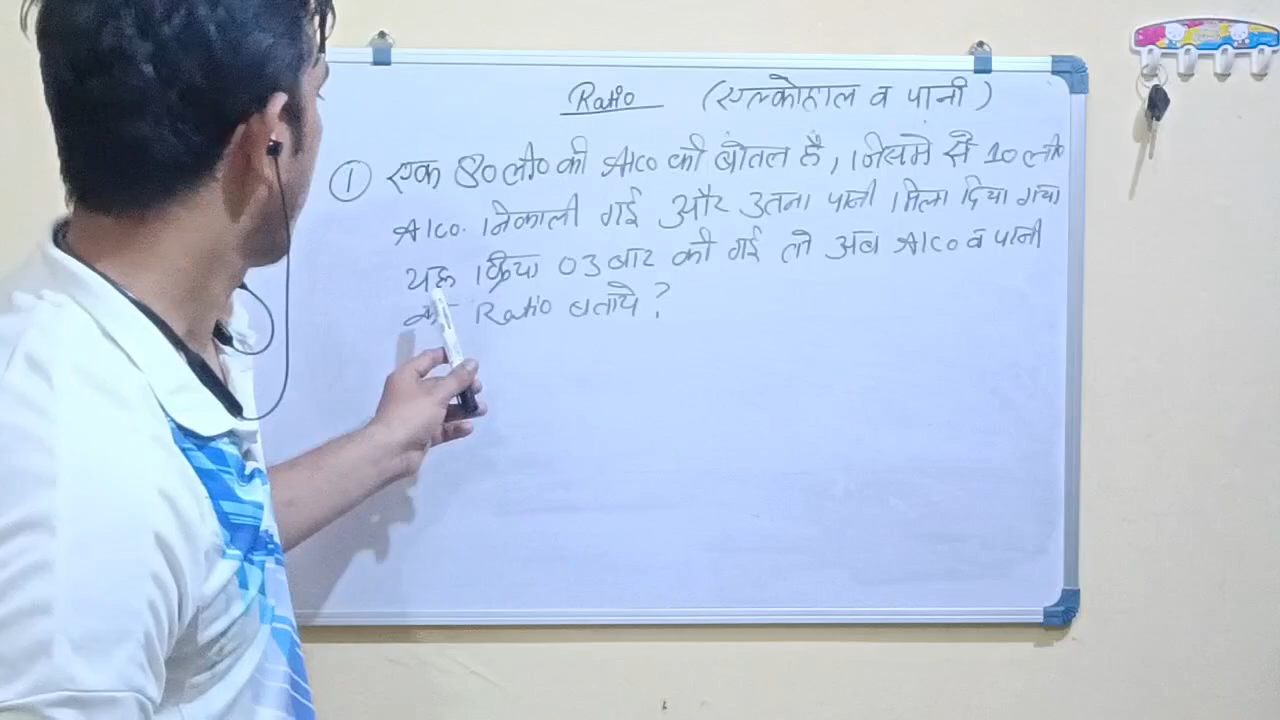 Ratio (एल्कोहाल व पानी)
① एक 80 ली० की Alco की बोतल है, जिसमे से 10 ली०
Alco. निकाली गई और उतना पानी मिला दिया गया
यह क्रिया 03 बार की गई तो अब Alco व पानी
का Ratio बताये ?